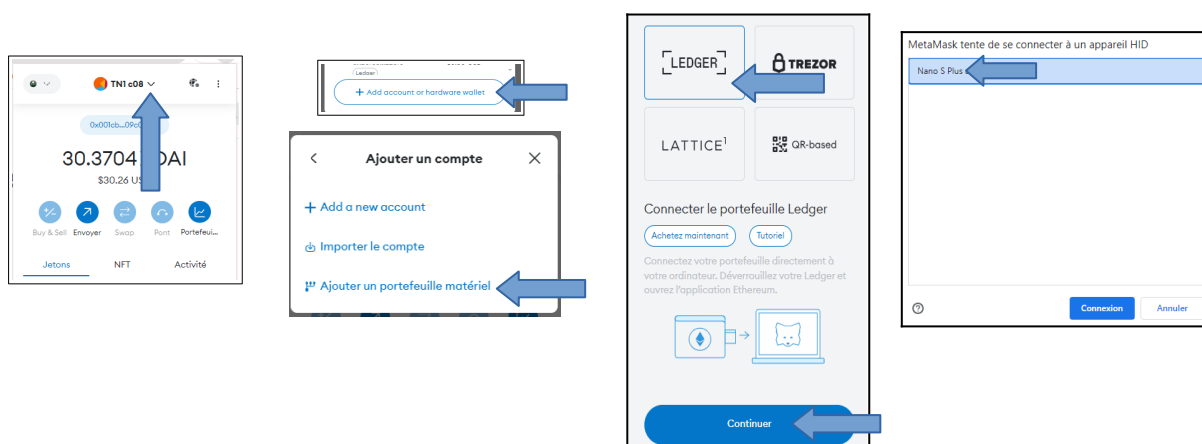 TN1 c08
0x001cb...09c
30.3704 DAI
$30.26 US
Buy & Sell Envoyer Swap Pont Portefeui...
Jetons NFT Activité
Ledger
+ Add account or hardware wallet
Ajouter un compte
+ Add a new account
Importer le compte
Ajouter un portefeuille matériel
LEDGER
TREZOR
LATTICE1
QR-based
Connecter le portefeuille Ledger
Achetez maintenant Tutoriel
Connectez votre portefeuille directement à
votre ordinateur. Déverrouillez votre Ledger et
ouvrez l'application Ethereum.
Continuer
MetaMask tente de se connecter à un appareil HID
Nano S Plus
Connexion Annuler